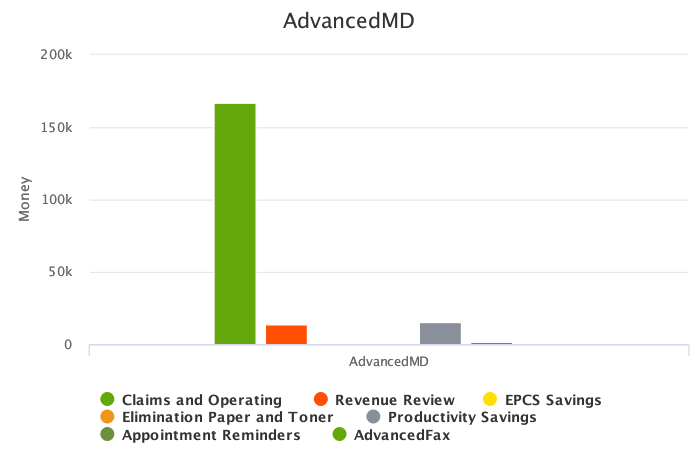 AdvancedMD
200k
150k
100k
50k
0
Money
AdvancedMD
Claims and Operating Revenue Review EPCS Savings
Elimination Paper and Toner Productivity Savings
Appointment Reminders AdvancedFax